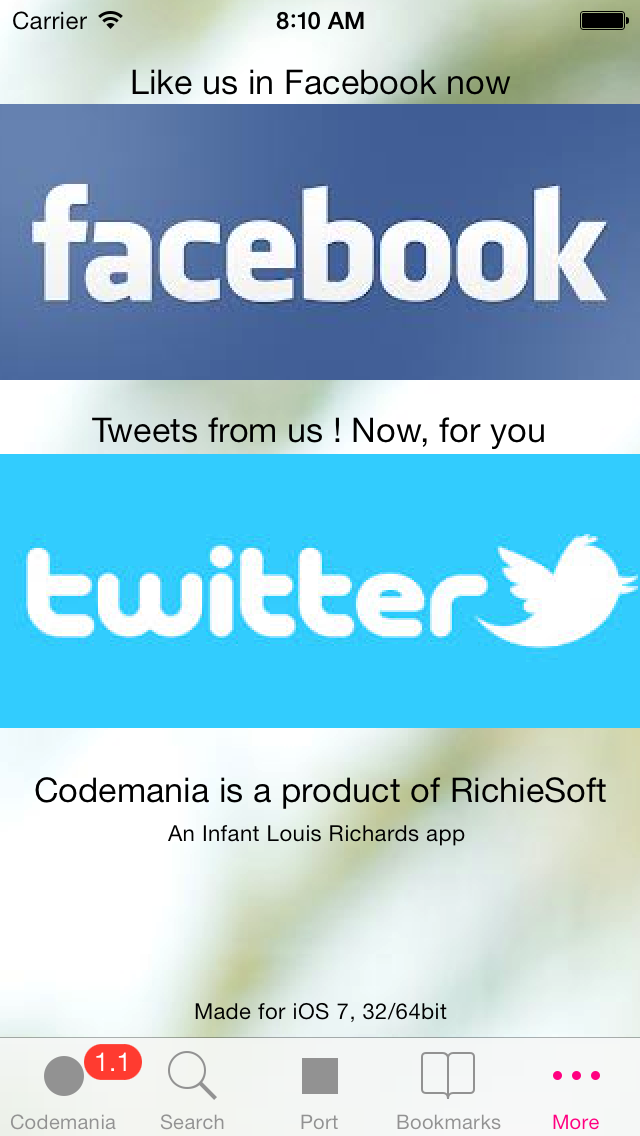 Carrier 8:10 AM
Like us in Facebook now
facebook
Tweets from us ! Now, for you
twitter
Codemania is a product of RichieSoft
An Infant Louis Richards app
Made for iOS 7, 32/64bit
1.1
Codemania Search Port Bookmarks More